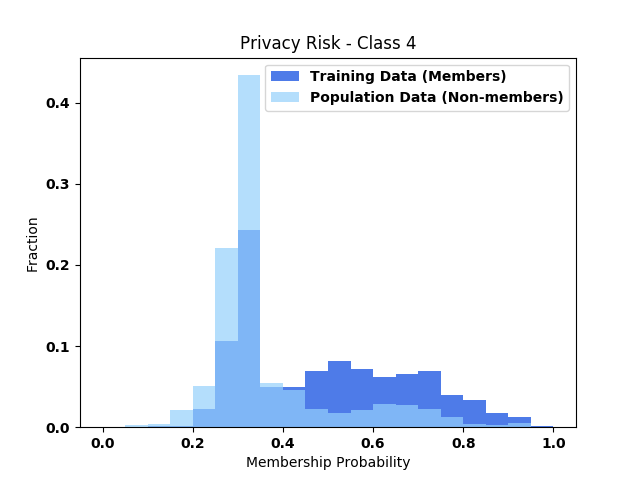 Privacy Risk - Class 4
Training Data (Members)
Population Data (Non-members)
Fraction
0.4
0.3
0.2
0.1
0.0
0.0 0.2 0.4 0.6 0.8 1.0
Membership Probability